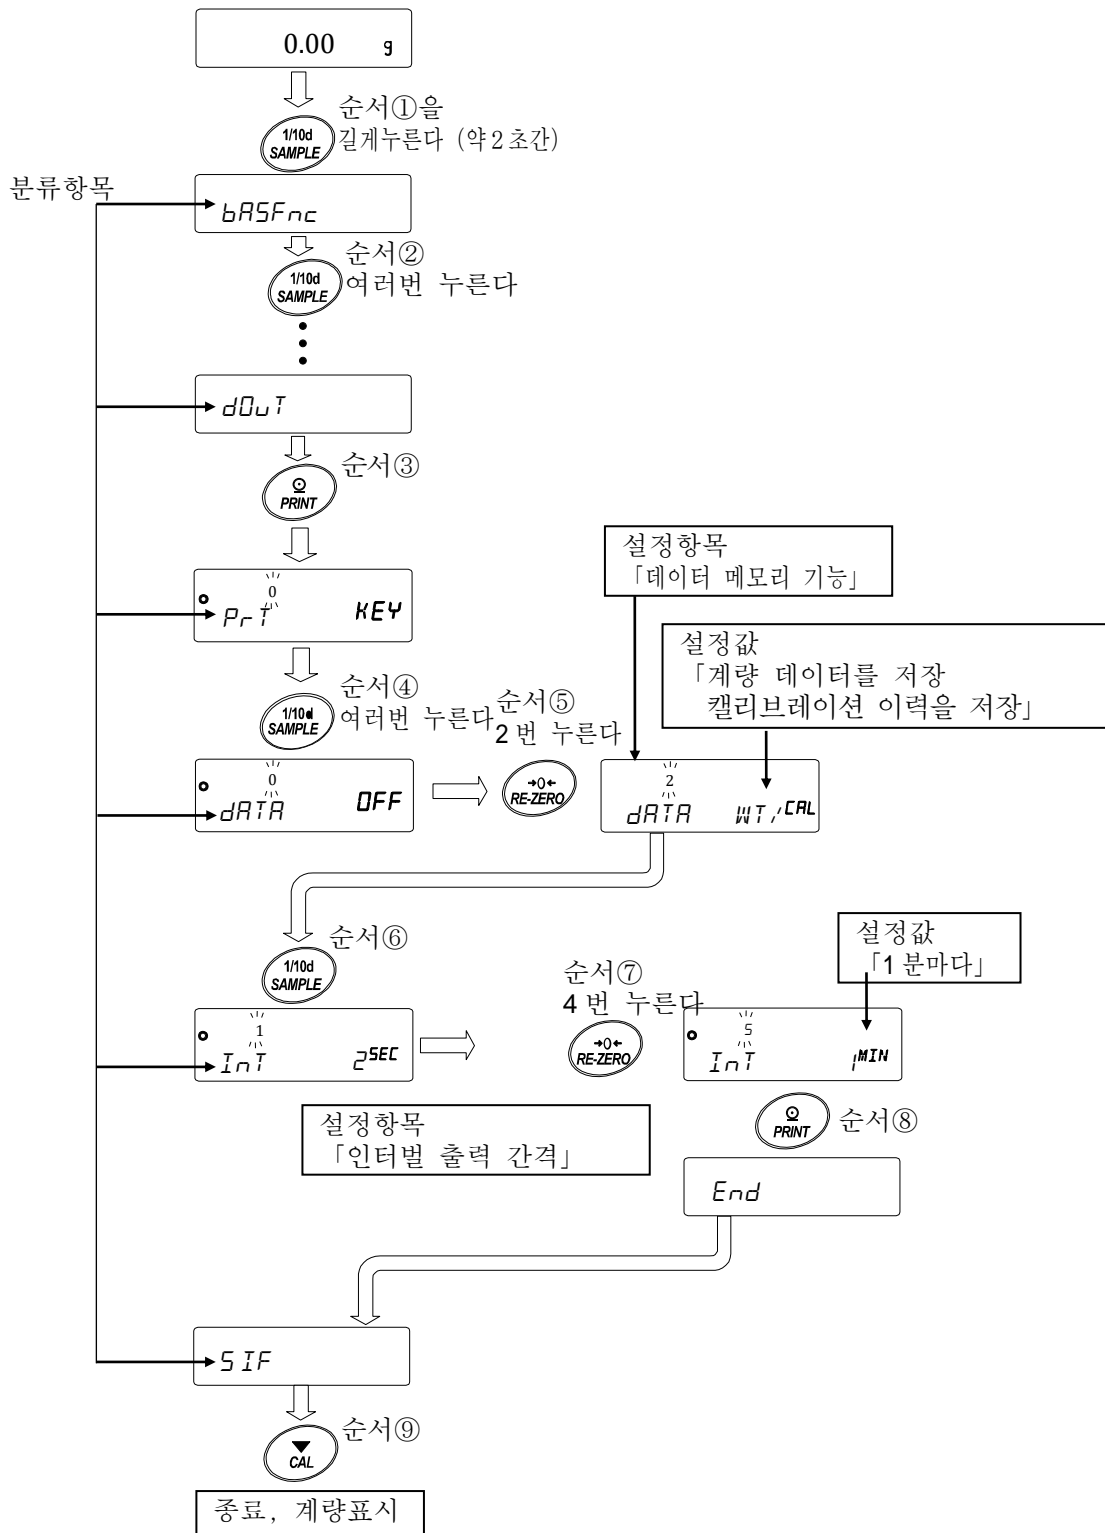 0.00 g
순서①을
길게누른다 (약2초간)
1/10d
SAMPLE
분류항목
bASFnc
순서②
여러번 누른다
1/10d
SAMPLE
dOuT
순서③
PRINT
설정항목
「데이터 메모리 기능」
0
PrT KEY
설정값
「계량 데이터를 저장
캘리브레이션 이력을 저장」
순서④
여러번 누른다
1/10d
SAMPLE
순서⑤
2번 누른다
0
dATA OFF
→0←
RE-ZERO
2
dATA WT/CAL
순서⑥
1/10d
SAMPLE
설정값
「1분마다」
순서⑦
4번 누른다
1
InT 2SEC
→0←
RE-ZERO
5
InT 1MIN
설정항목
「인터벌 출력 간격」
PRINT
순서⑧
End
SIF
순서⑨
CAL
종료, 계량표시